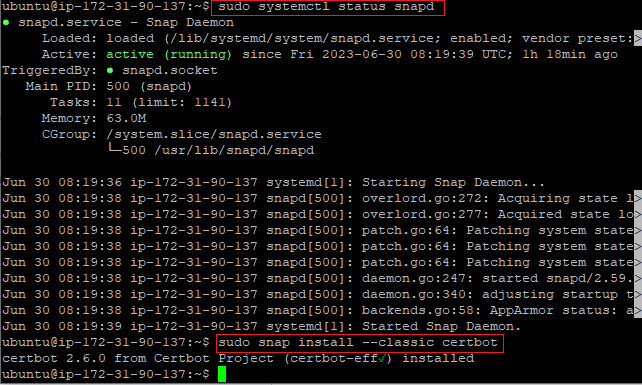 ubuntu@ip-172-31-90-137:~$ sudo systemctl status snapd
● snapd.service - Snap Daemon
Loaded: loaded (/lib/systemd/system/snapd.service; enabled; vendor preset:>
Active: active (running) since Fri 2023-06-30 08:19:39 UTC; 1h 18min ago
TriggeredBy: ● snapd.socket
Main PID: 500 (snapd)
Tasks: 11 (limit: 1141)
Memory: 63.0M
CGroup: /system.slice/snapd.service
└─500 /usr/lib/snapd/snapd
Jun 30 08:19:36 ip-172-31-90-137 systemd[1]: Starting Snap Daemon...
Jun 30 08:19:38 ip-172-31-90-137 snapd[500]: overlord.go:272: Acquiring state l>
Jun 30 08:19:38 ip-172-31-90-137 snapd[500]: overlord.go:277: Acquired state lo>
Jun 30 08:19:38 ip-172-31-90-137 snapd[500]: patch.go:64: Patching system state>
Jun 30 08:19:38 ip-172-31-90-137 snapd[500]: patch.go:64: Patching system state>
Jun 30 08:19:38 ip-172-31-90-137 snapd[500]: patch.go:64: Patching system state>
Jun 30 08:19:38 ip-172-31-90-137 snapd[500]: daemon.go:247: started snapd/2.59.>
Jun 30 08:19:38 ip-172-31-90-137 snapd[500]: daemon.go:340: adjusting startup t>
Jun 30 08:19:38 ip-172-31-90-137 snapd[500]: backends.go:58: AppArmor status: a>
Jun 30 08:19:39 ip-172-31-90-137 systemd[1]: Started Snap Daemon.
ubuntu@ip-172-31-90-137:~$ sudo snap install --classic certbot
certbot 2.6.0 from Certbot Project (certbot-eff✓) installed
ubuntu@ip-172-31-90-137:~$